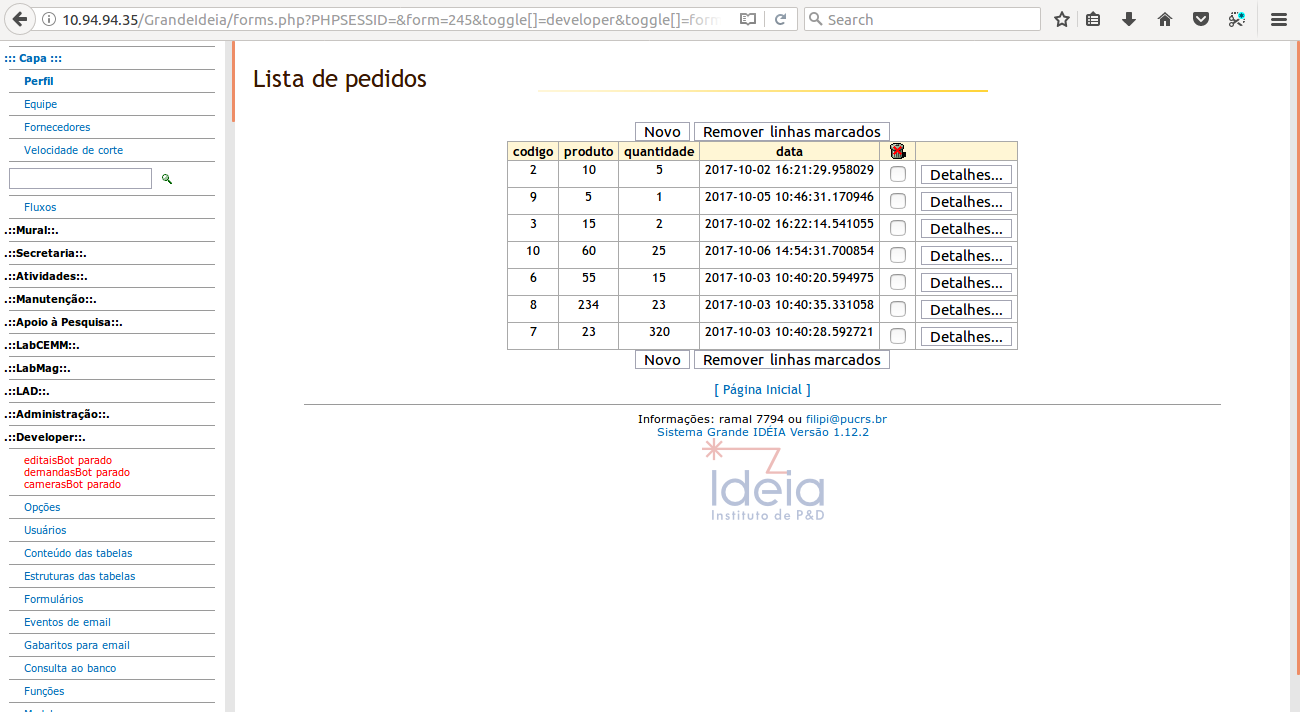 10.94.94.35/GrandeIdeia/forms.php?PHPSESSID=&form=245&toggle[]=developer&toggle[]=form
Search
::: Capa :::
Perfil
Equipe
Fornecedores
Velocidade de corte
Fluxos
.::Mural::.
.::Secretaria::.
.::Atividades::.
.::Manutenção::.
.::Apoio à Pesquisa::.
.::LabCEMM::.
.::LabMag::.
.::LAD::.
.::Administração::.
.::Developer::.
editaisBot parado
demandasBot parado
camerasBot parado
Opções
Usuários
Conteúdo das tabelas
Estruturas das tabelas
Formulários
Eventos de email
Gabaritos para email
Consulta ao banco
Funções
Lista de pedidos
Novo Remover linhas marcados
codigo produto quantidade data
2 10 5 2017-10-02 16:21:29.958029 Detalhes...
9 5 1 2017-10-05 10:46:31.170946 Detalhes...
3 15 2 2017-10-02 16:22:14.541055 Detalhes...
10 60 25 2017-10-06 14:54:31.700854 Detalhes...
6 55 15 2017-10-03 10:40:20.594975 Detalhes...
8 234 23 2017-10-03 10:40:35.331058 Detalhes...
7 23 320 2017-10-03 10:40:28.592721 Detalhes...
Novo Remover linhas marcados
[ Página Inicial ]
Informações: ramal 7794 ou filipi@pucrs.br
Sistema Grande IDÉIA Versão 1.12.2
Ideia
Instituto de P&D